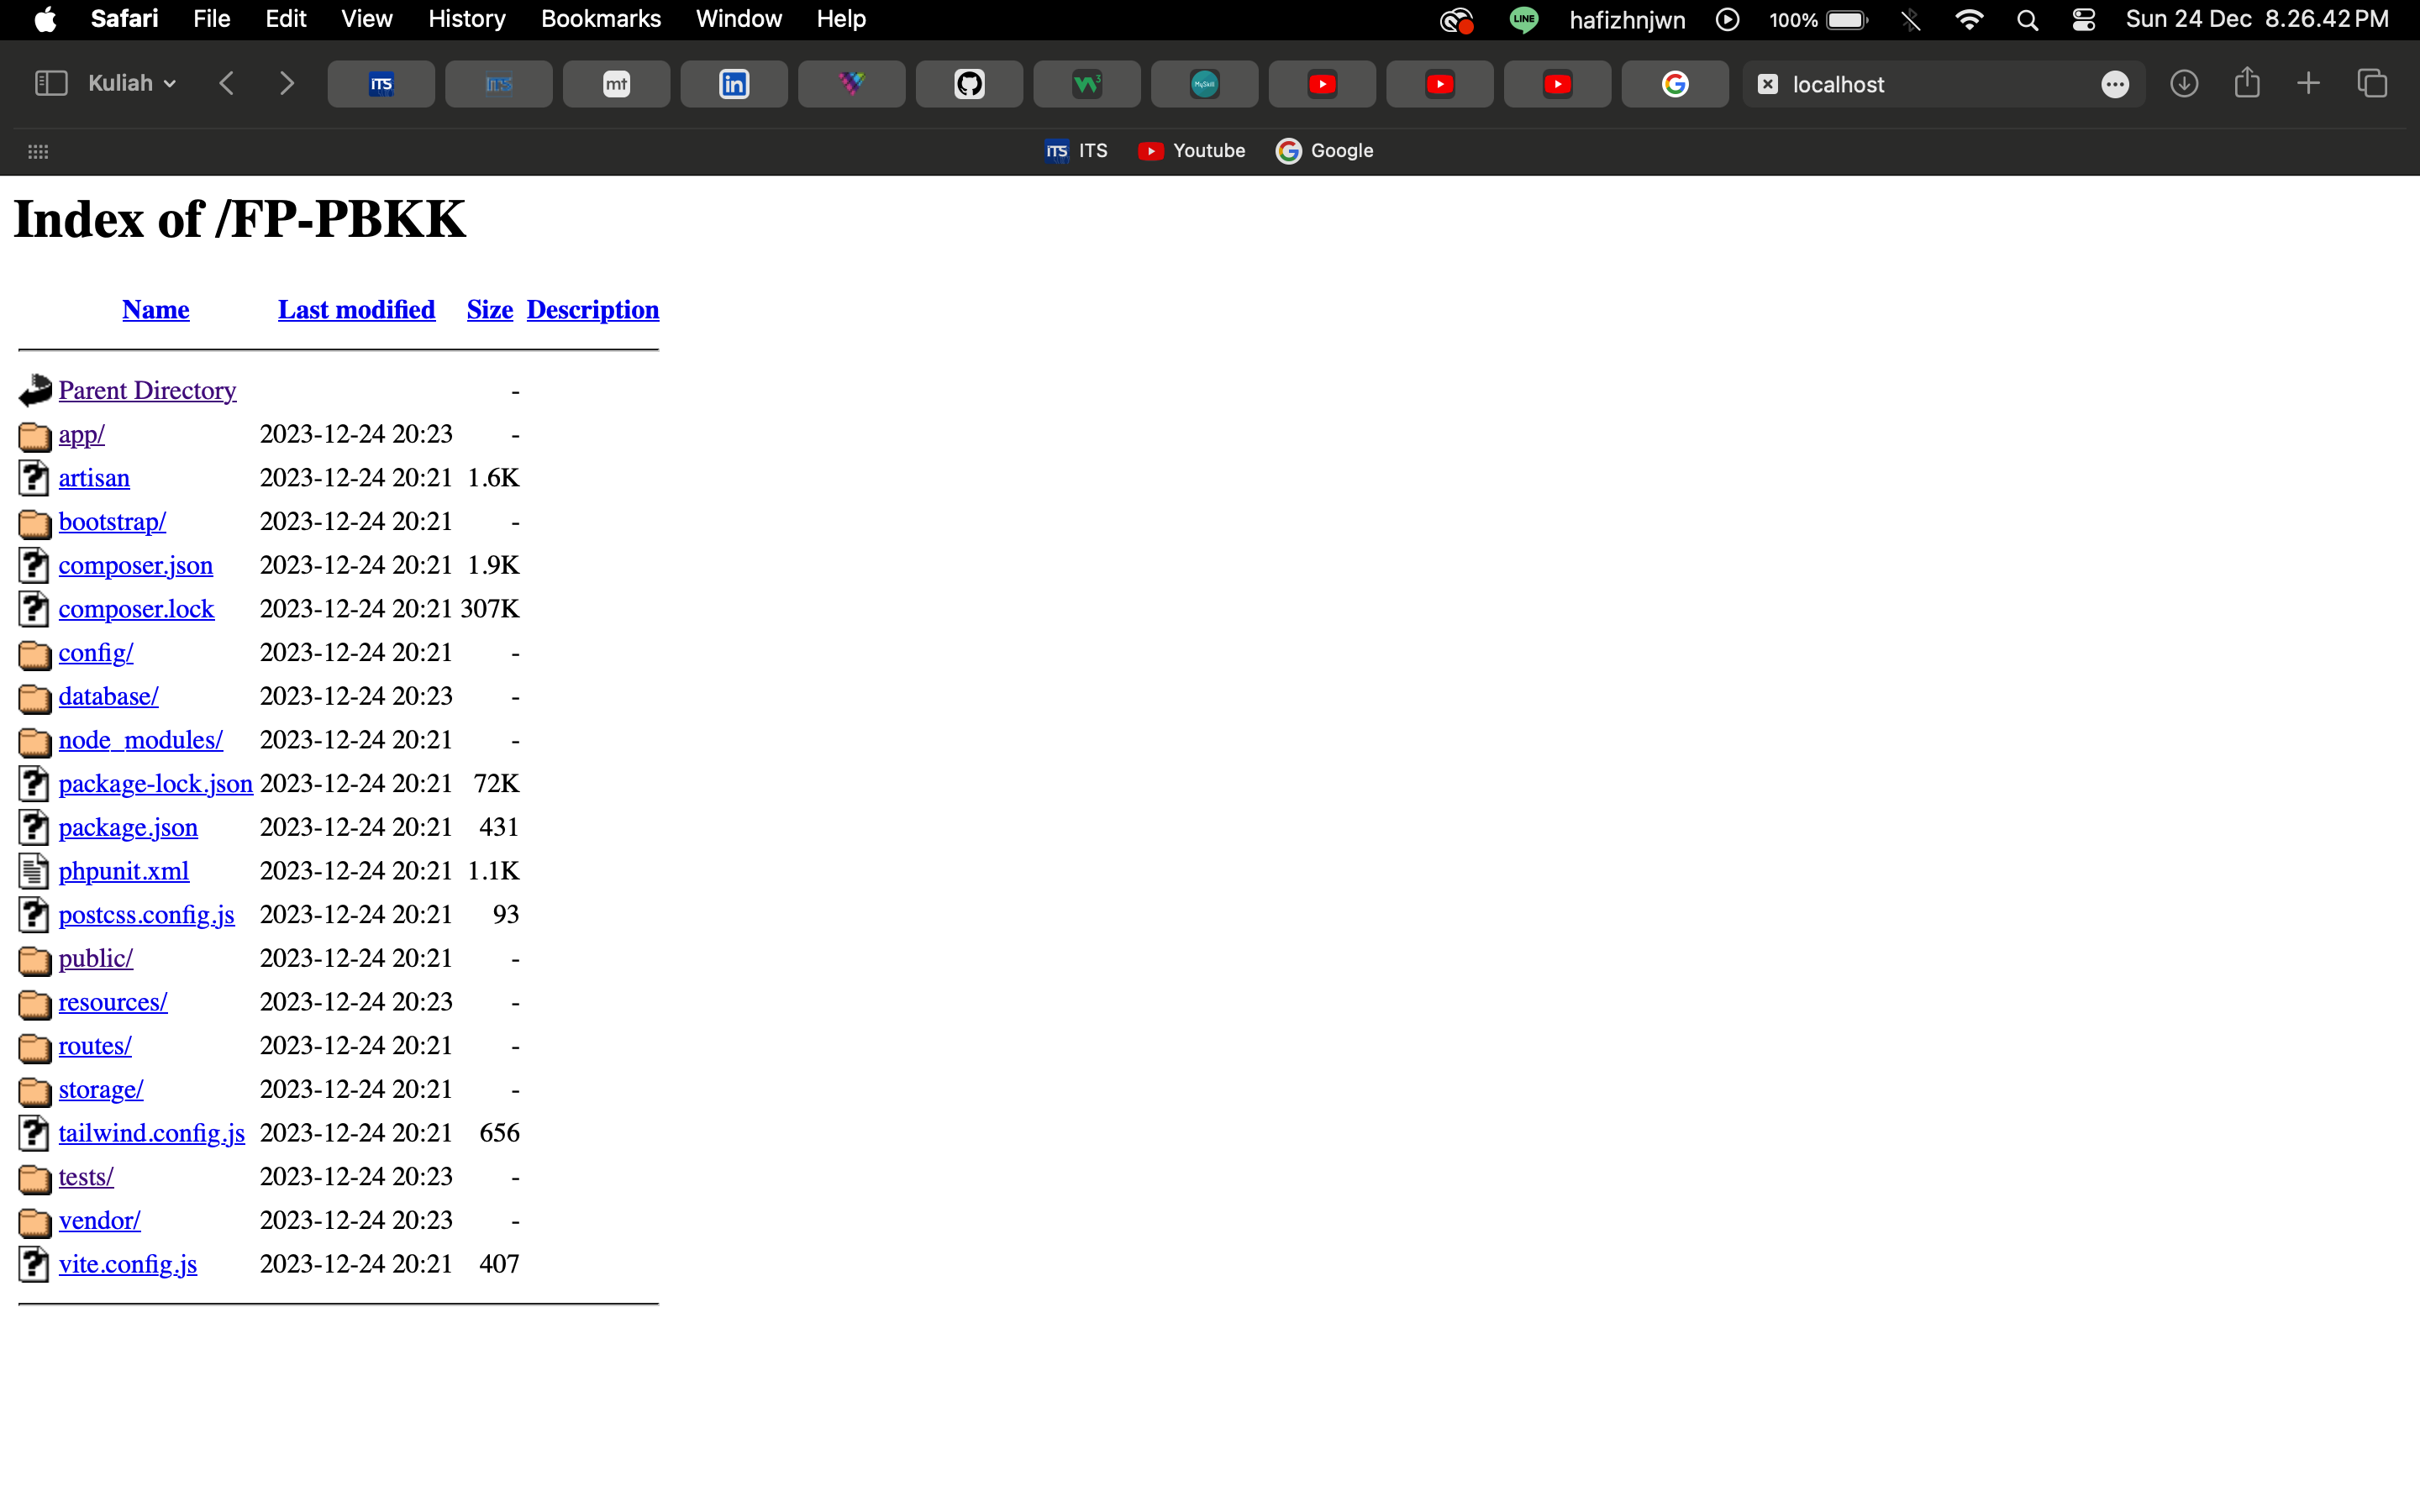 Safari File Edit View History Bookmarks Window Help LINE hafizhnjwn 100% Sun 24 Dec 8.26.42 PM
Kuliah iTS ITS mt in W3 MySkill localhost
iTS ITS Youtube Google
Index of /FP-PBKK
Name Last modified Size Description
Parent Directory -
app/ 2023-12-24 20:23 -
artisan 2023-12-24 20:21 1.6K
bootstrap/ 2023-12-24 20:21 -
composer.json 2023-12-24 20:21 1.9K
composer.lock 2023-12-24 20:21 307K
config/ 2023-12-24 20:21 -
database/ 2023-12-24 20:23 -
node_modules/ 2023-12-24 20:21 -
package-lock.json 2023-12-24 20:21 72K
package.json 2023-12-24 20:21 431
phpunit.xml 2023-12-24 20:21 1.1K
postcss.config.js 2023-12-24 20:21 93
public/ 2023-12-24 20:21 -
resources/ 2023-12-24 20:23 -
routes/ 2023-12-24 20:21 -
storage/ 2023-12-24 20:21 -
tailwind.config.js 2023-12-24 20:21 656
tests/ 2023-12-24 20:23 -
vendor/ 2023-12-24 20:23 -
vite.config.js 2023-12-24 20:21 407